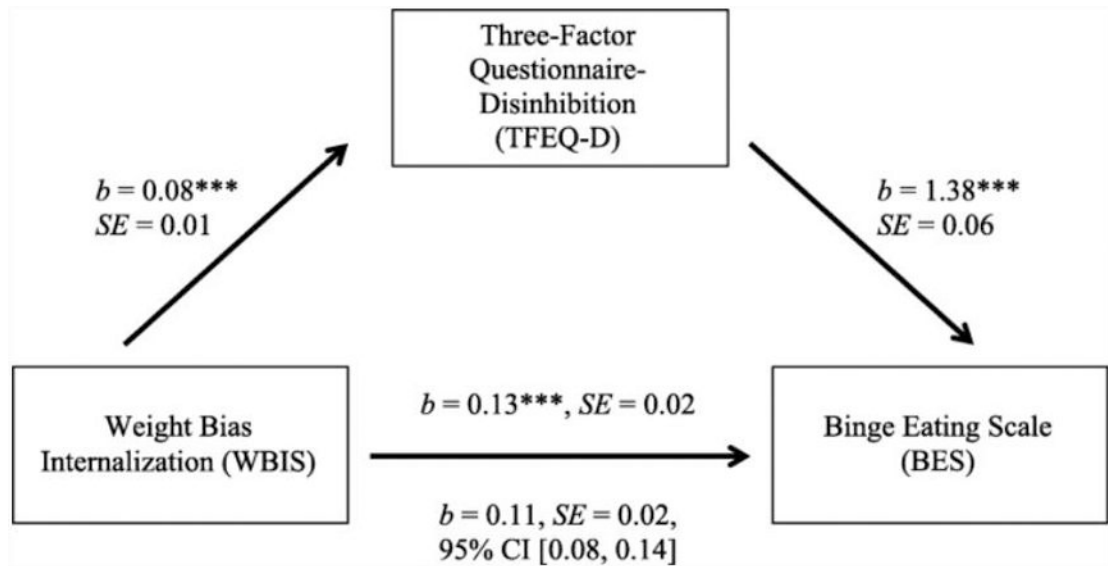 Three-Factor
Questionnaire-
Disinhibition
(TFEQ-D)
b = 0.08***
SE = 0.01
b = 1.38***
SE = 0.06
Weight Bias
Internalization (WBIS)
b = 0.13***, SE = 0.02
b = 0.11, SE = 0.02,
95% CI [0.08, 0.14]
Binge Eating Scale
(BES)